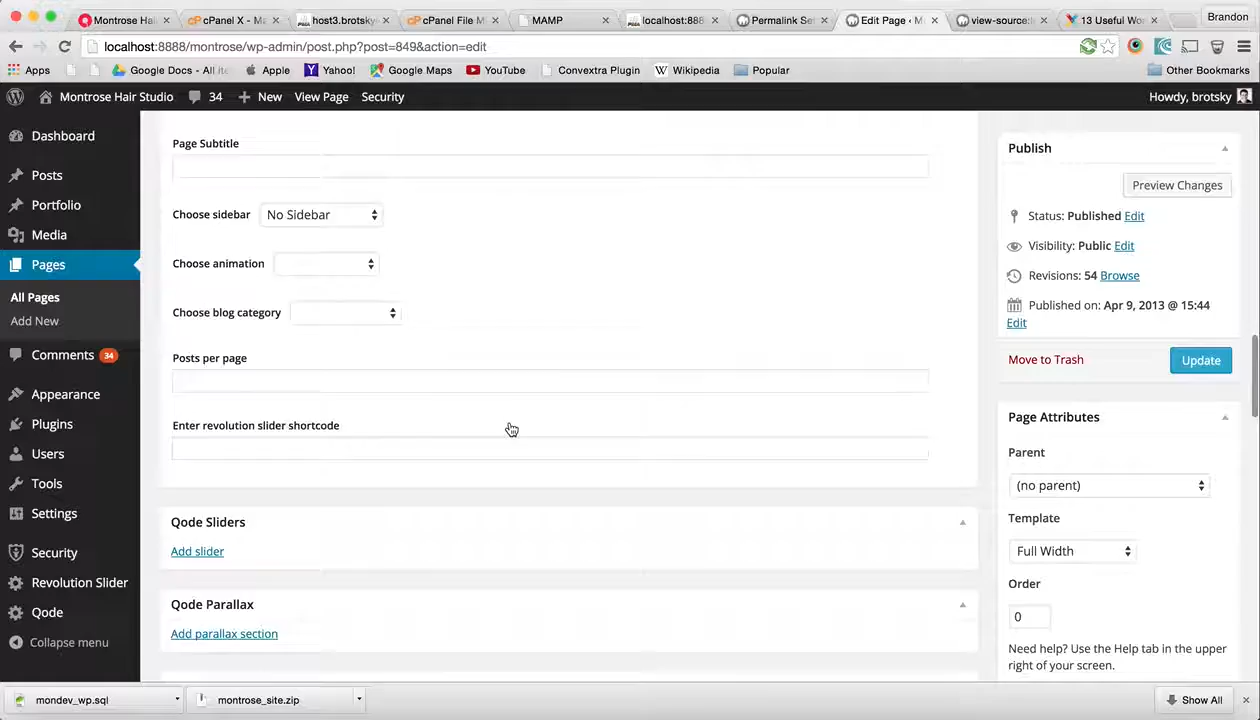 Montrose Hai
cPanel X - Ma
host3.brotsky
cPanel File M
MAMP
localhost:888
Permalink Se
Edit Page ‹ M
view-source:l
13 Useful Wo
Brandon
localhost:8888/montrose/wp-admin/post.php?post=849&action=edit
Apps
Google Docs - All it
Apple
Yahoo!
Google Maps
YouTube
Convextra Plugin
Wikipedia
Popular
Other Bookmarks
Montrose Hair Studio
34
New
View Page
Security
Howdy, brotsky
Dashboard
Posts
Portfolio
Media
Pages
All Pages
Add New
Comments 34
Appearance
Plugins
Users
Tools
Settings
Security
Revolution Slider
Qode
Collapse menu
Page Subtitle
Choose sidebar No Sidebar
Choose animation
Choose blog category
Posts per page
Enter revolution slider shortcode
Qode Sliders
Add slider
Qode Parallax
Add parallax section
Publish
Preview Changes
Status: Published Edit
Visibility: Public Edit
Revisions: 54 Browse
Published on: Apr 9, 2013 @ 15:44
Edit
Move to Trash
Update
Page Attributes
Parent
(no parent)
Template
Full Width
Order
0
Need help? Use the Help tab in the upper
right of your screen.
mondev_wp.sql
montrose_site.zip
Show All